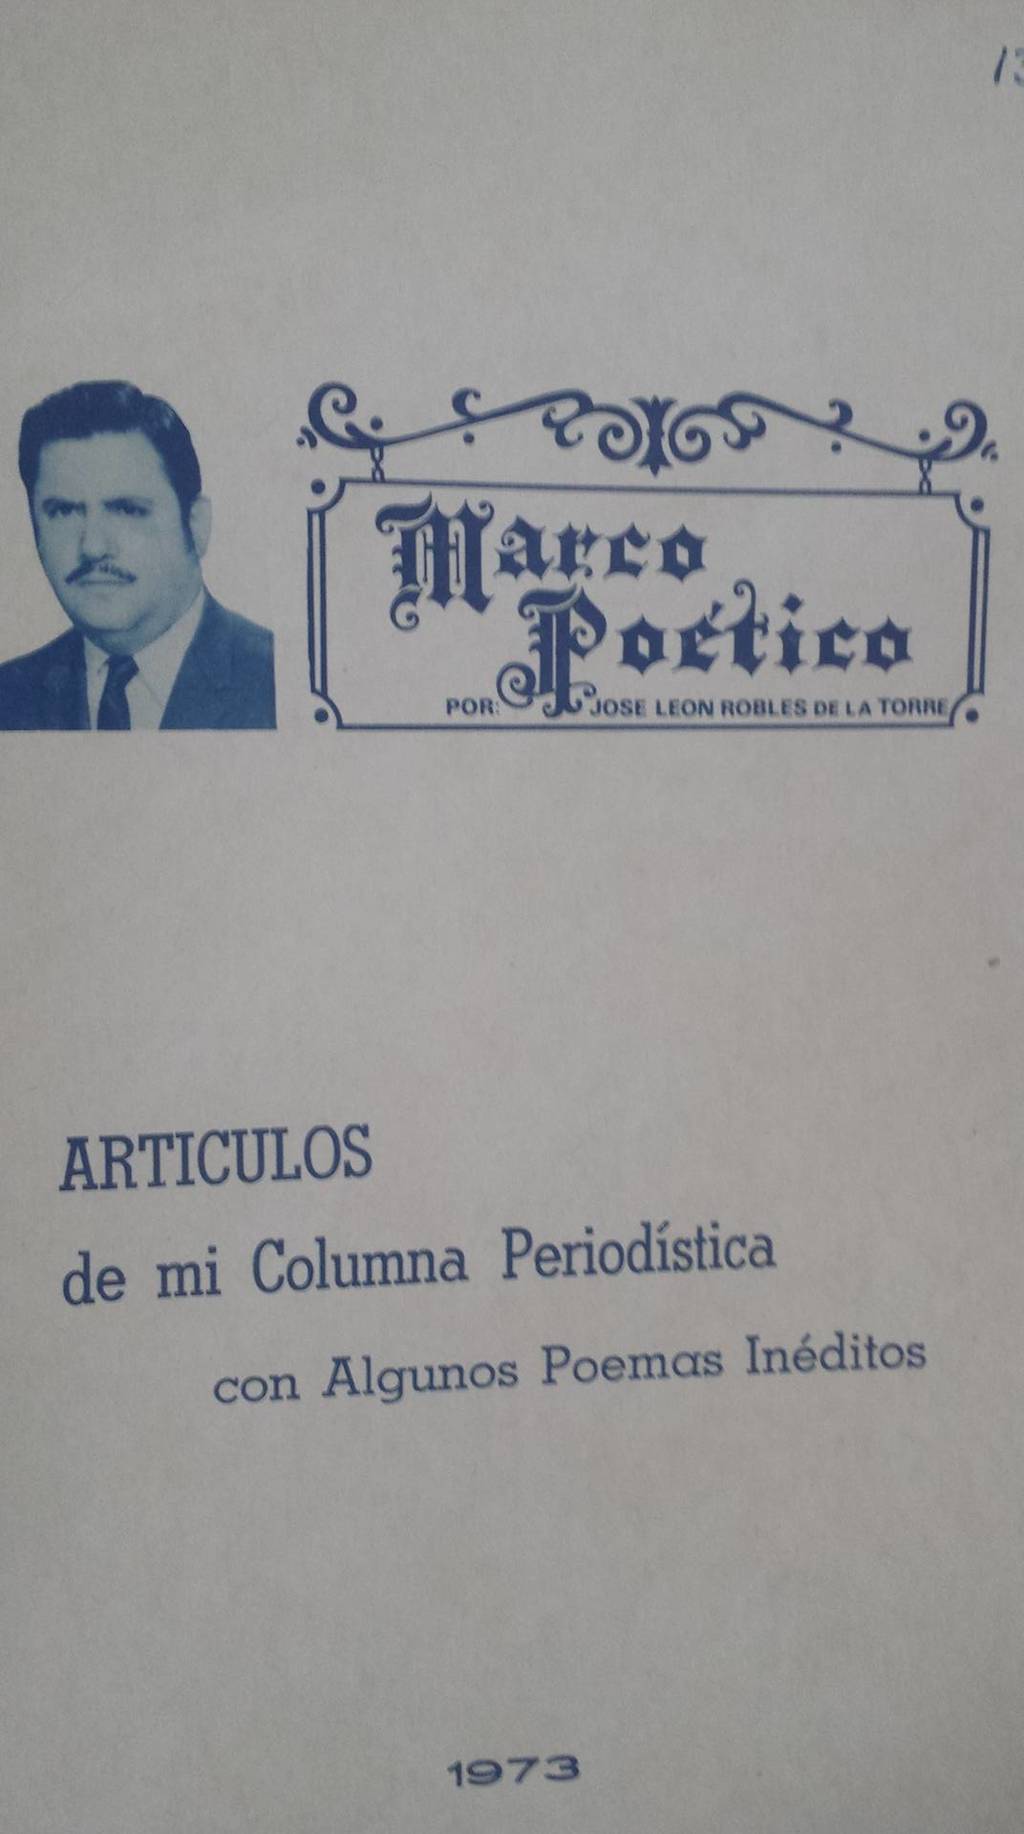 13
Marco
Poético
POR: JOSE LEON ROBLES DE LA TORRE
ARTICULOS
de mi Columna Periodística
con Algunos Poemas Inéditos
1973